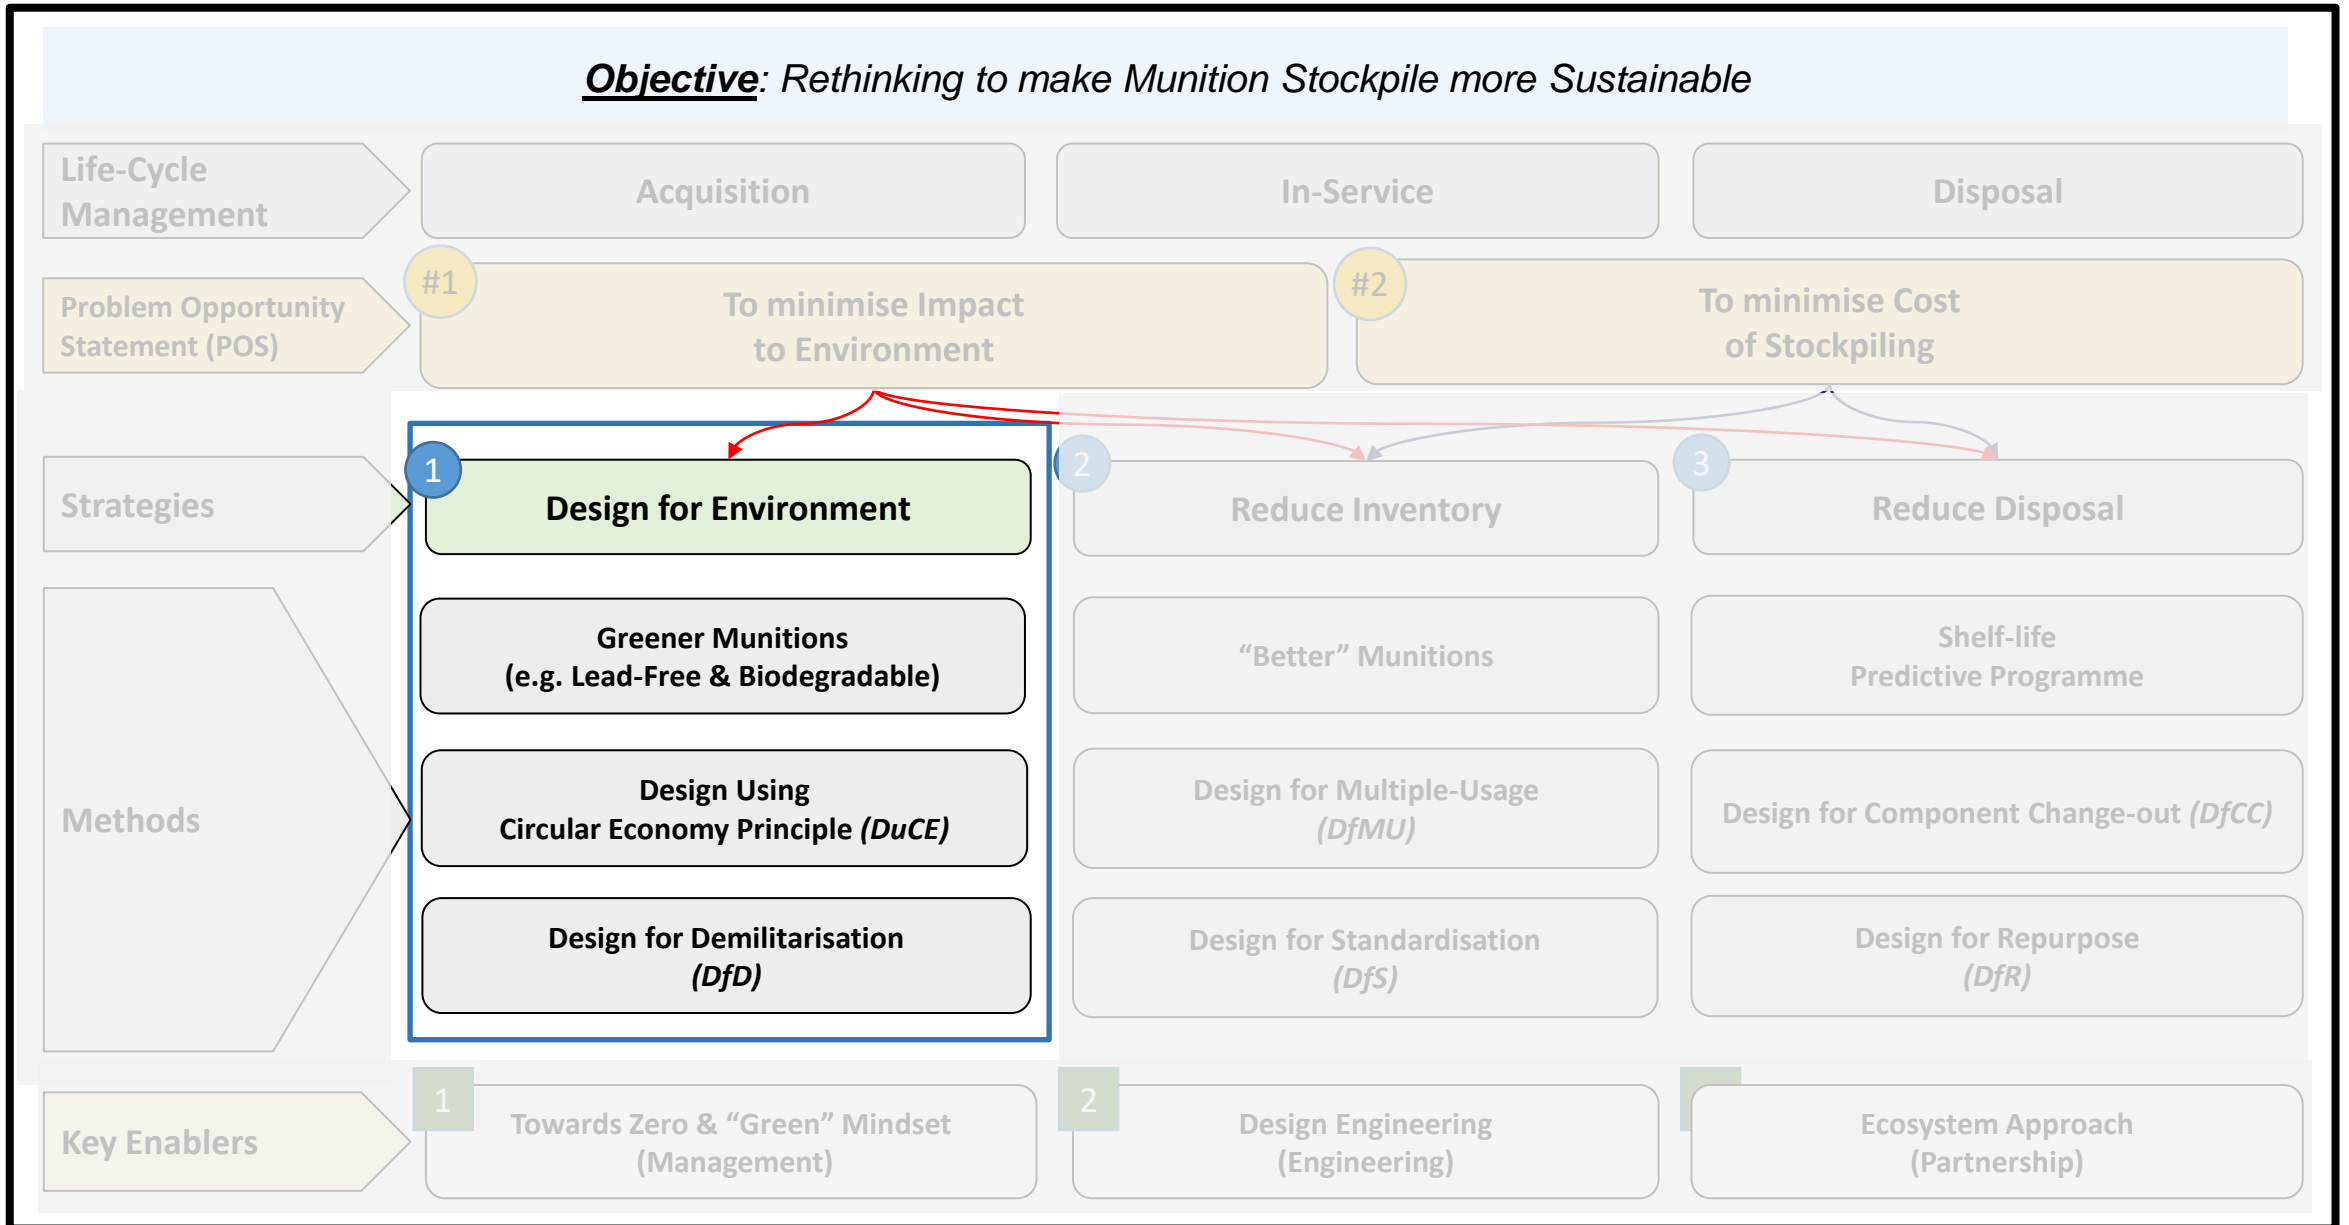 Objective: Rethinking to make Munition Stockpile more Sustainable
Life-Cycle
Management
Acquisition
In-Service
Disposal
Problem Opportunity
Statement (POS)
#1
To minimise Impact
to Environment
#2
To minimise Cost
of Stockpiling
Strategies
1
Design for Environment
2
Reduce Inventory
3
Reduce Disposal
Methods
Greener Munitions
(e.g. Lead-Free & Biodegradable)
“Better” Munitions
Shelf-life
Predictive Programme
Design Using
Circular Economy Principle (DuCE)
Design for Multiple-Usage
(DfMU)
Design for Component Change-out (DfCC)
Design for Demilitarisation
(DfD)
Design for Standardisation
(DfS)
Design for Repurpose
(DfR)
Key Enablers
1
Towards Zero & “Green” Mindset
(Management)
2
Design Engineering
(Engineering)
Ecosystem Approach
(Partnership)